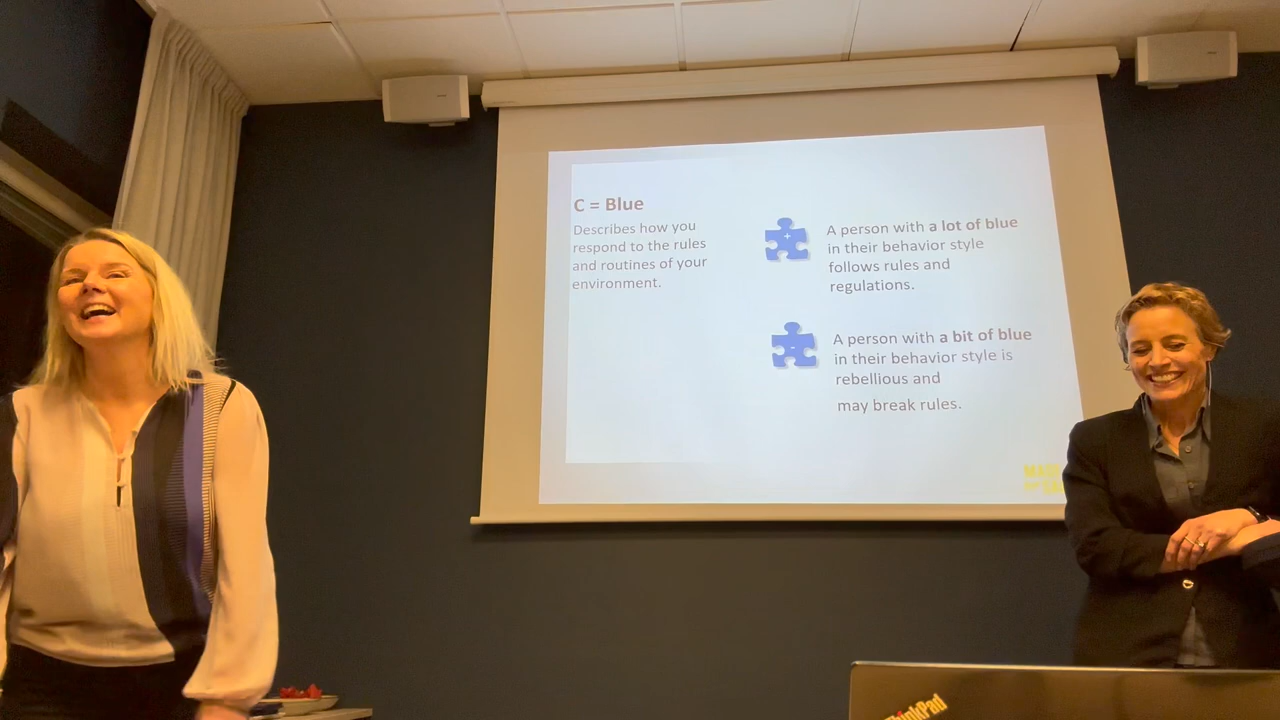 C = Blue
Describes how you
respond to the rules
and routines of your
environment.
A person with a lot of blue
in their behavior style
follows rules and
regulations.
A person with a bit of blue
in their behavior style is
rebellious and
may break rules.
ThinkPad